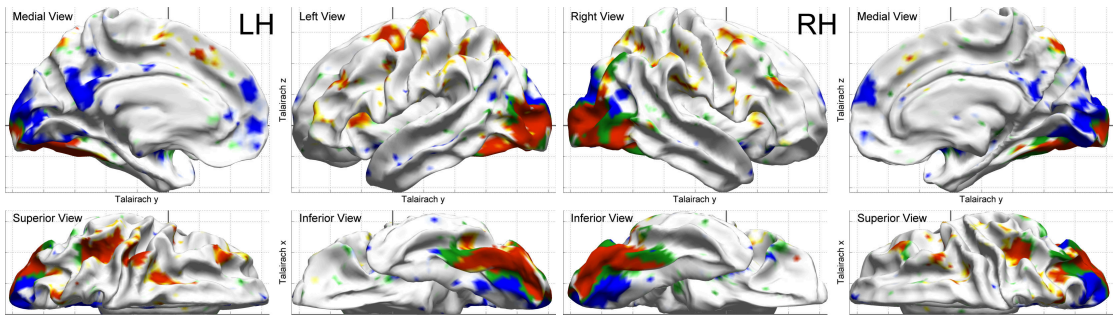 Medial View
LH
Left View
Right View
RH
Medial View
Talairach z
Talairach z
Talairach y
Talairach y
Talairach y
Talairach y
Superior View
Inferior View
Inferior View
Superior View
Talairach x
Talairach x